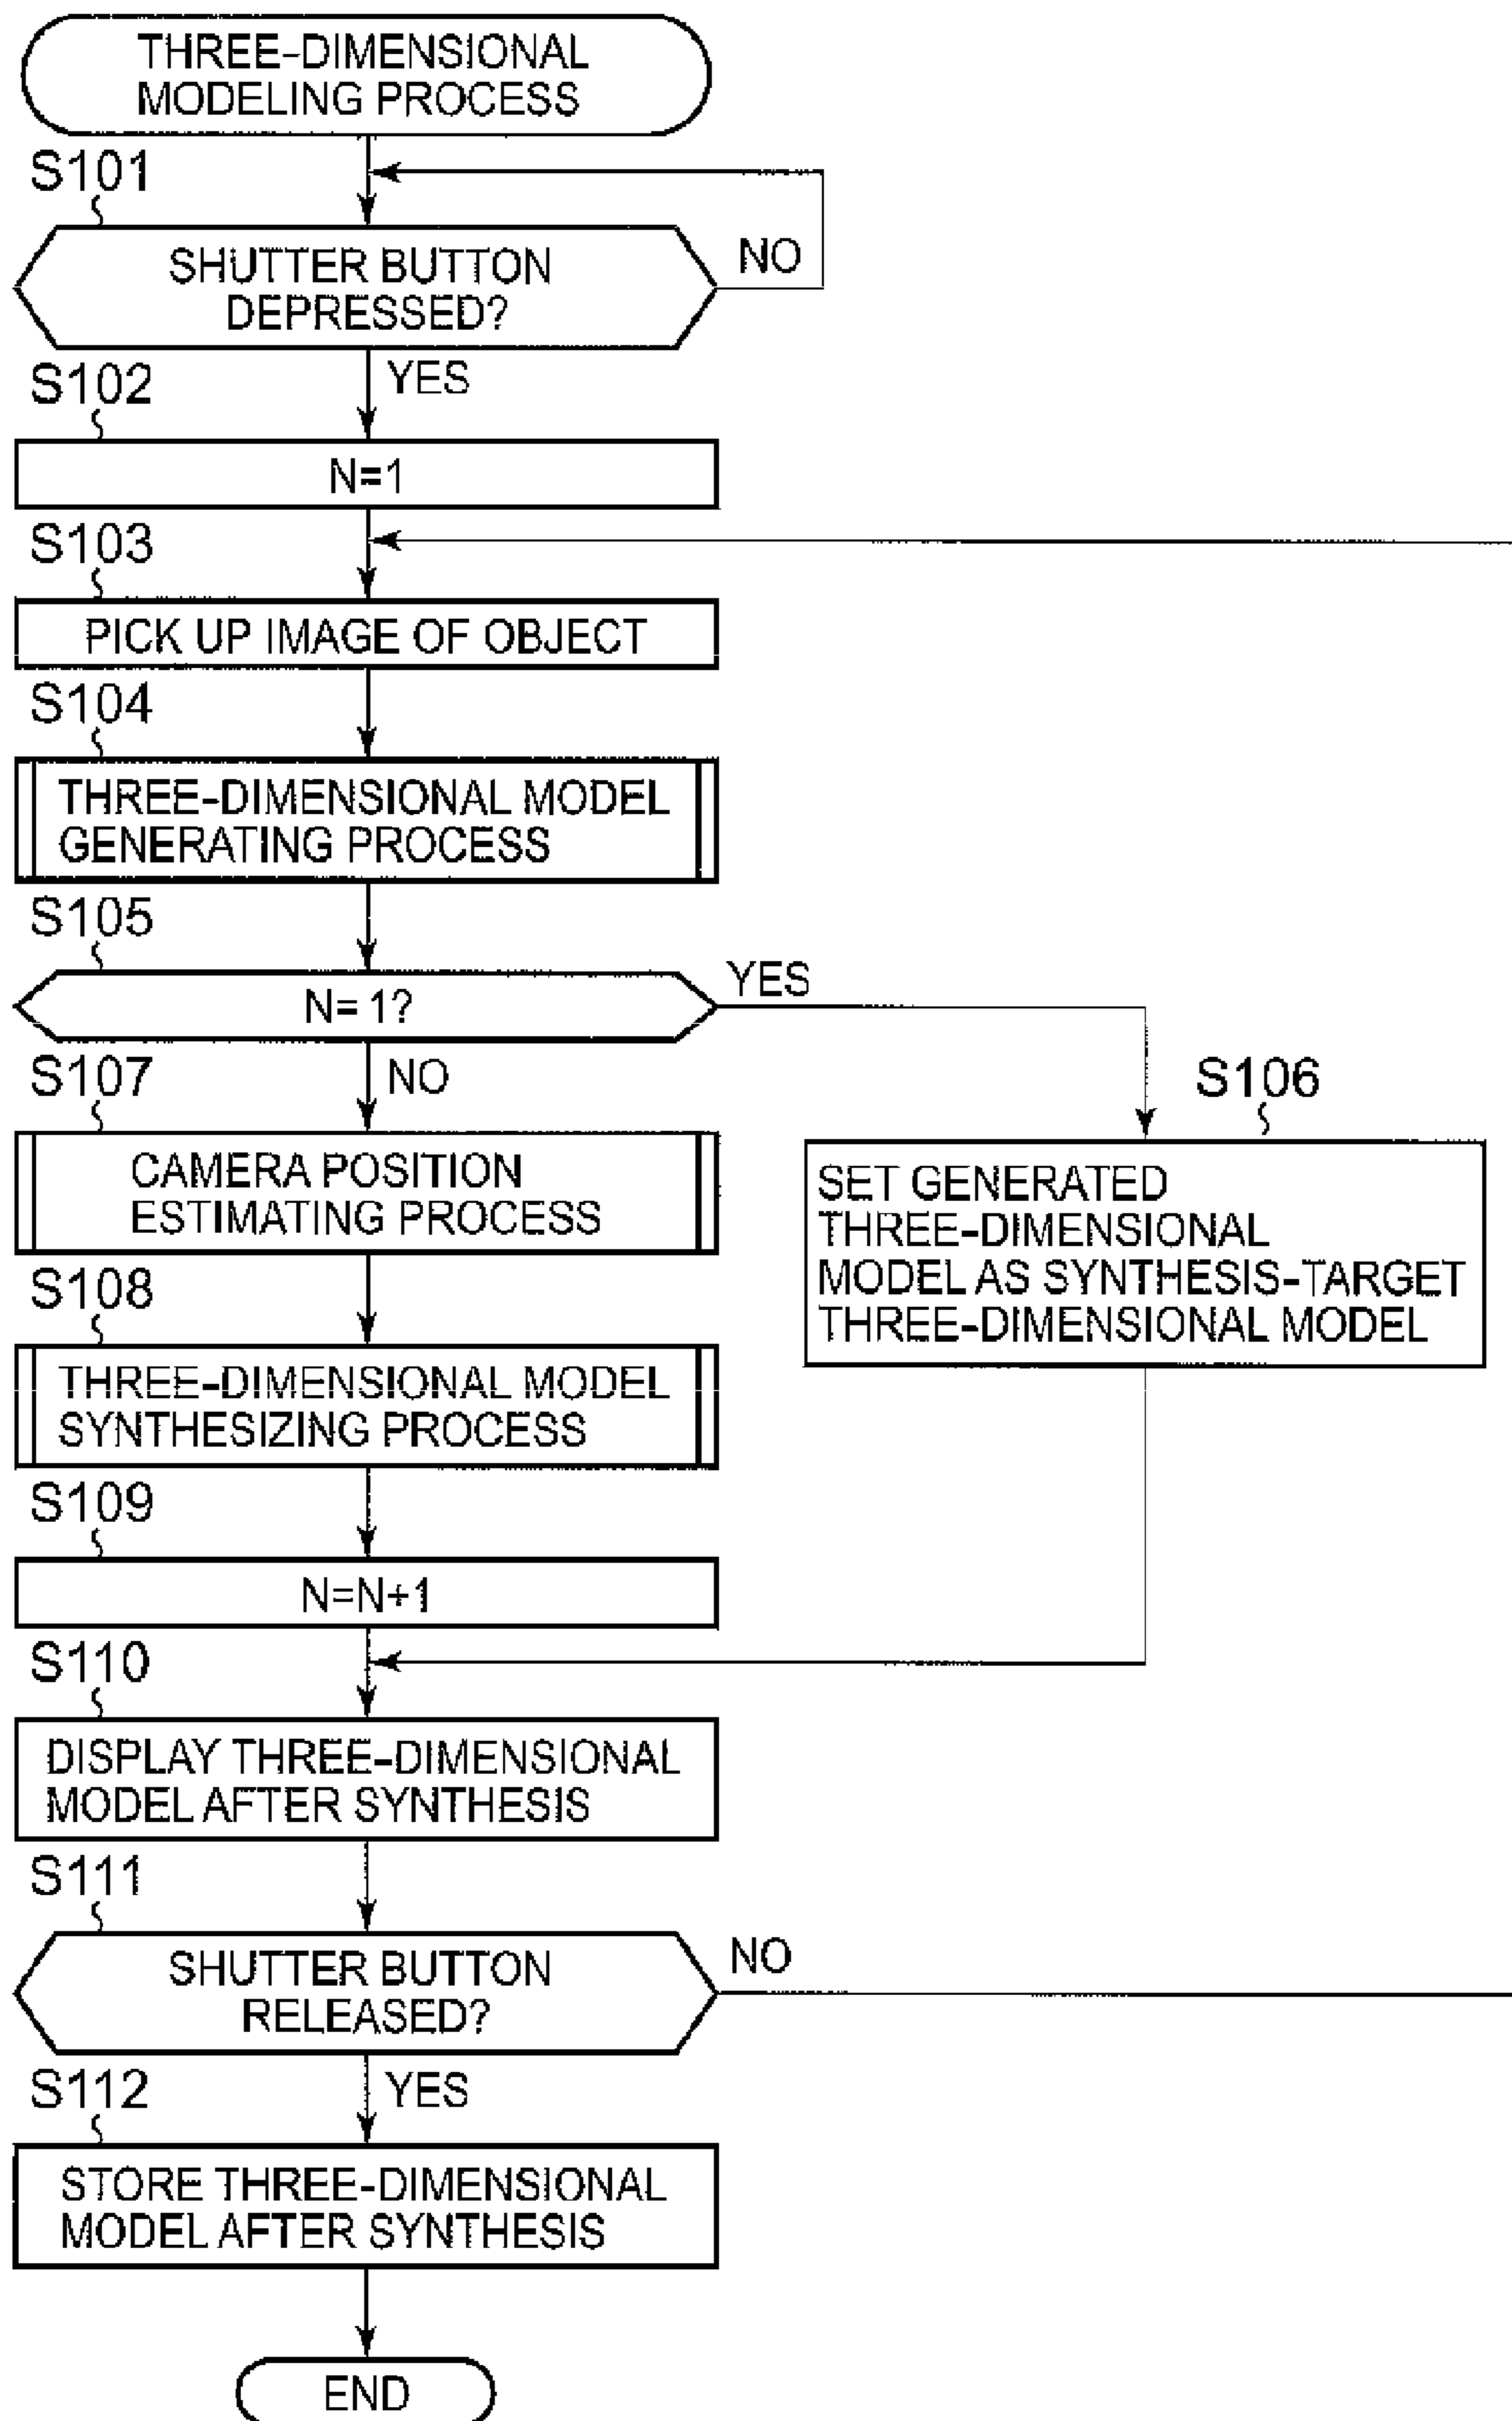 THREE-DIMENSIONAL
MODELING PROCESS
S101
SHUTTER BUTTON
DEPRESSED?
NO
YES
S102
N=1
S103
PICK UP IMAGE OF OBJECT
S104
THREE-DIMENSIONAL MODEL
GENERATING PROCESS
S105
N=1?
YES
NO
S106
SET GENERATED
THREE-DIMENSIONAL
MODEL AS SYNTHESIS-TARGET
THREE-DIMENSIONAL MODEL
S107
CAMERA POSITION
ESTIMATING PROCESS
S108
THREE-DIMENSIONAL MODEL
SYNTHESIZING PROCESS
S109
N=N+1
S110
DISPLAY THREE-DIMENSIONAL
MODEL AFTER SYNTHESIS
S111
SHUTTER BUTTON
RELEASED?
NO
YES
S112
STORE THREE-DIMENSIONAL
MODEL AFTER SYNTHESIS
END